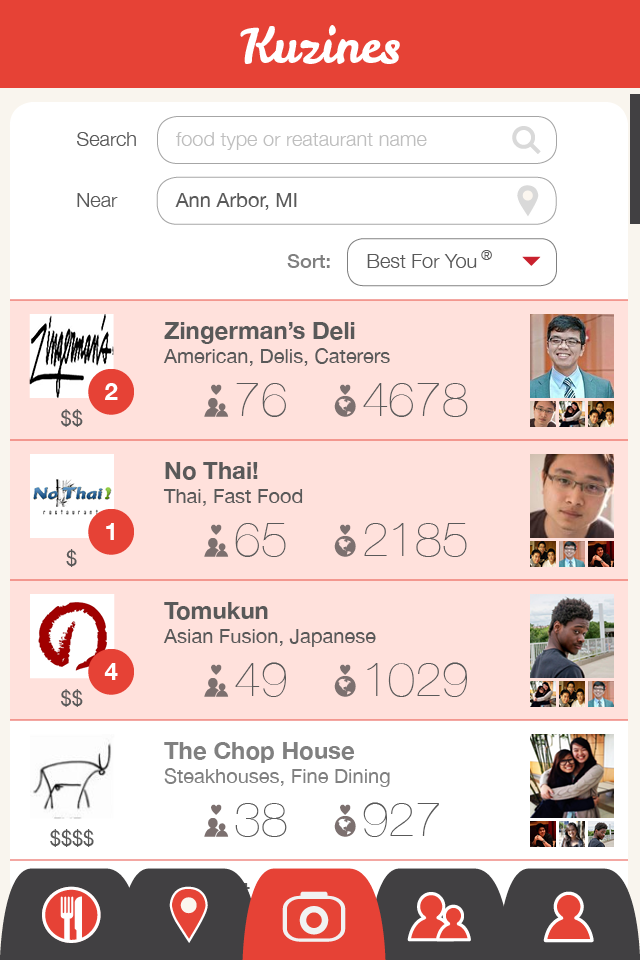 Kuzines
Search food type or reataurant name
Near Ann Arbor, MI
Sort: Best For You ®
Zingerman's
2
$$
Zingerman’s Deli
American, Delis, Caterers
76 4678
No Thai!
restaurant
1
$
No Thai!
Thai, Fast Food
65 2185
4
$$
Tomukun
Asian Fusion, Japanese
49 1029
$$$$
The Chop House
Steakhouses, Fine Dining
38 927